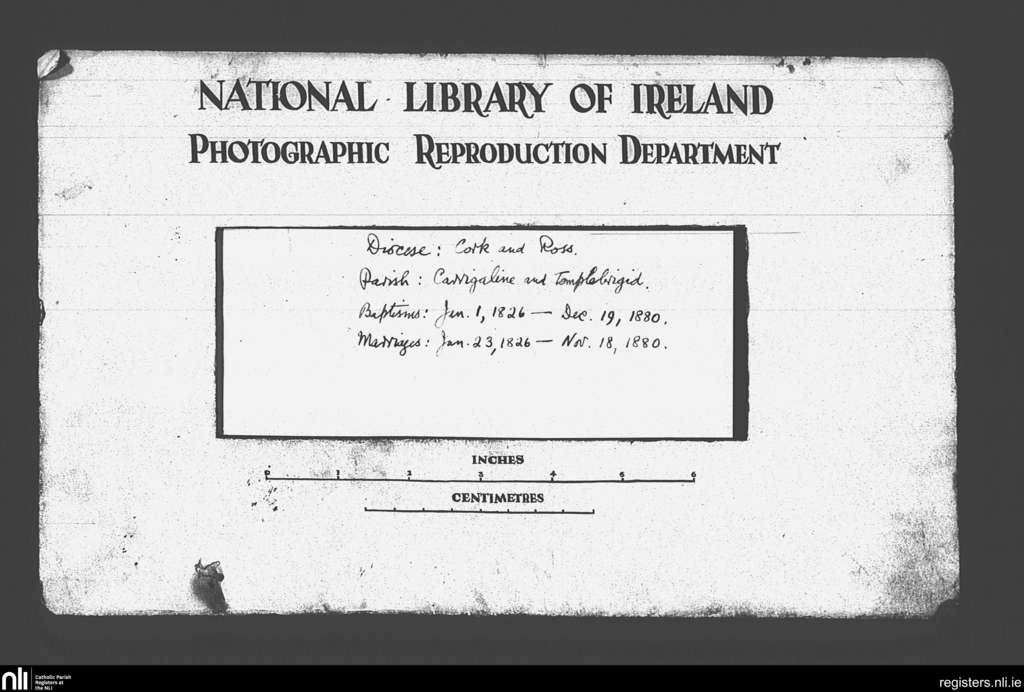 NATIONAL LIBRARY OF IRELAND
PHOTOGRAPHIC REPRODUCTION DEPARTMENT
Diocese: Cork and Ross.
Parish: Carrigaline and Templebrigid.
Baptisms: Jan. 1, 1826 — Dec. 19, 1880.
Marriages: Jan. 23, 1826 — Nov. 18, 1880.
INCHES
0 1 2 3 4 5 6
CENTIMETRES
nli
Catholic Parish
Registers at
the NLI
registers.nli.ie